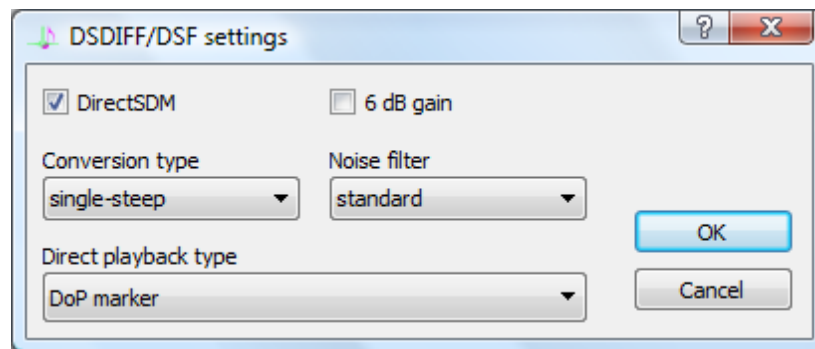 DSDIFF/DSF settings
DirectSDM
6 dB gain
Conversion type
Noise filter
single-steep
standard
OK
Direct playback type
DoP marker
Cancel